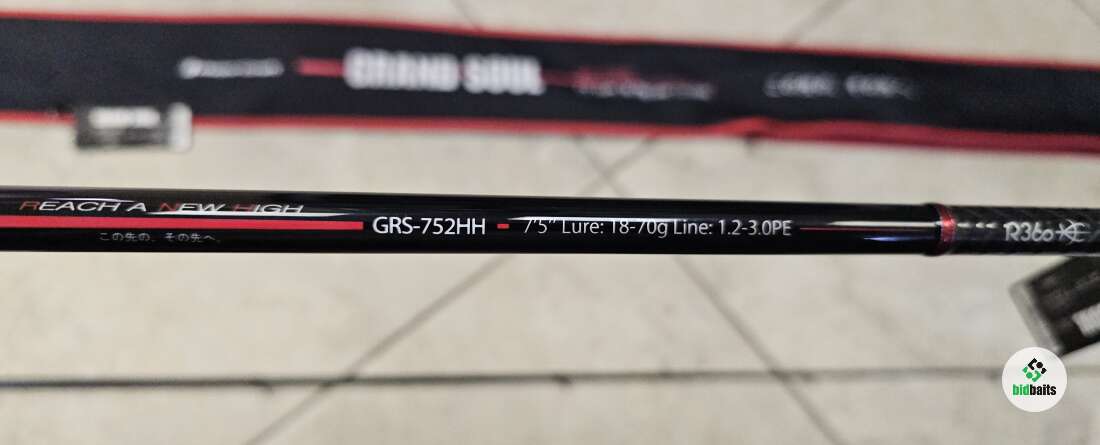 GRAND SOUL
REACH A NEW HIGH
この先の、その先へ。
GRS-752HH - 7'5" Lure: 18-70g Line: 1.2-3.0PE
R360
bidbaits